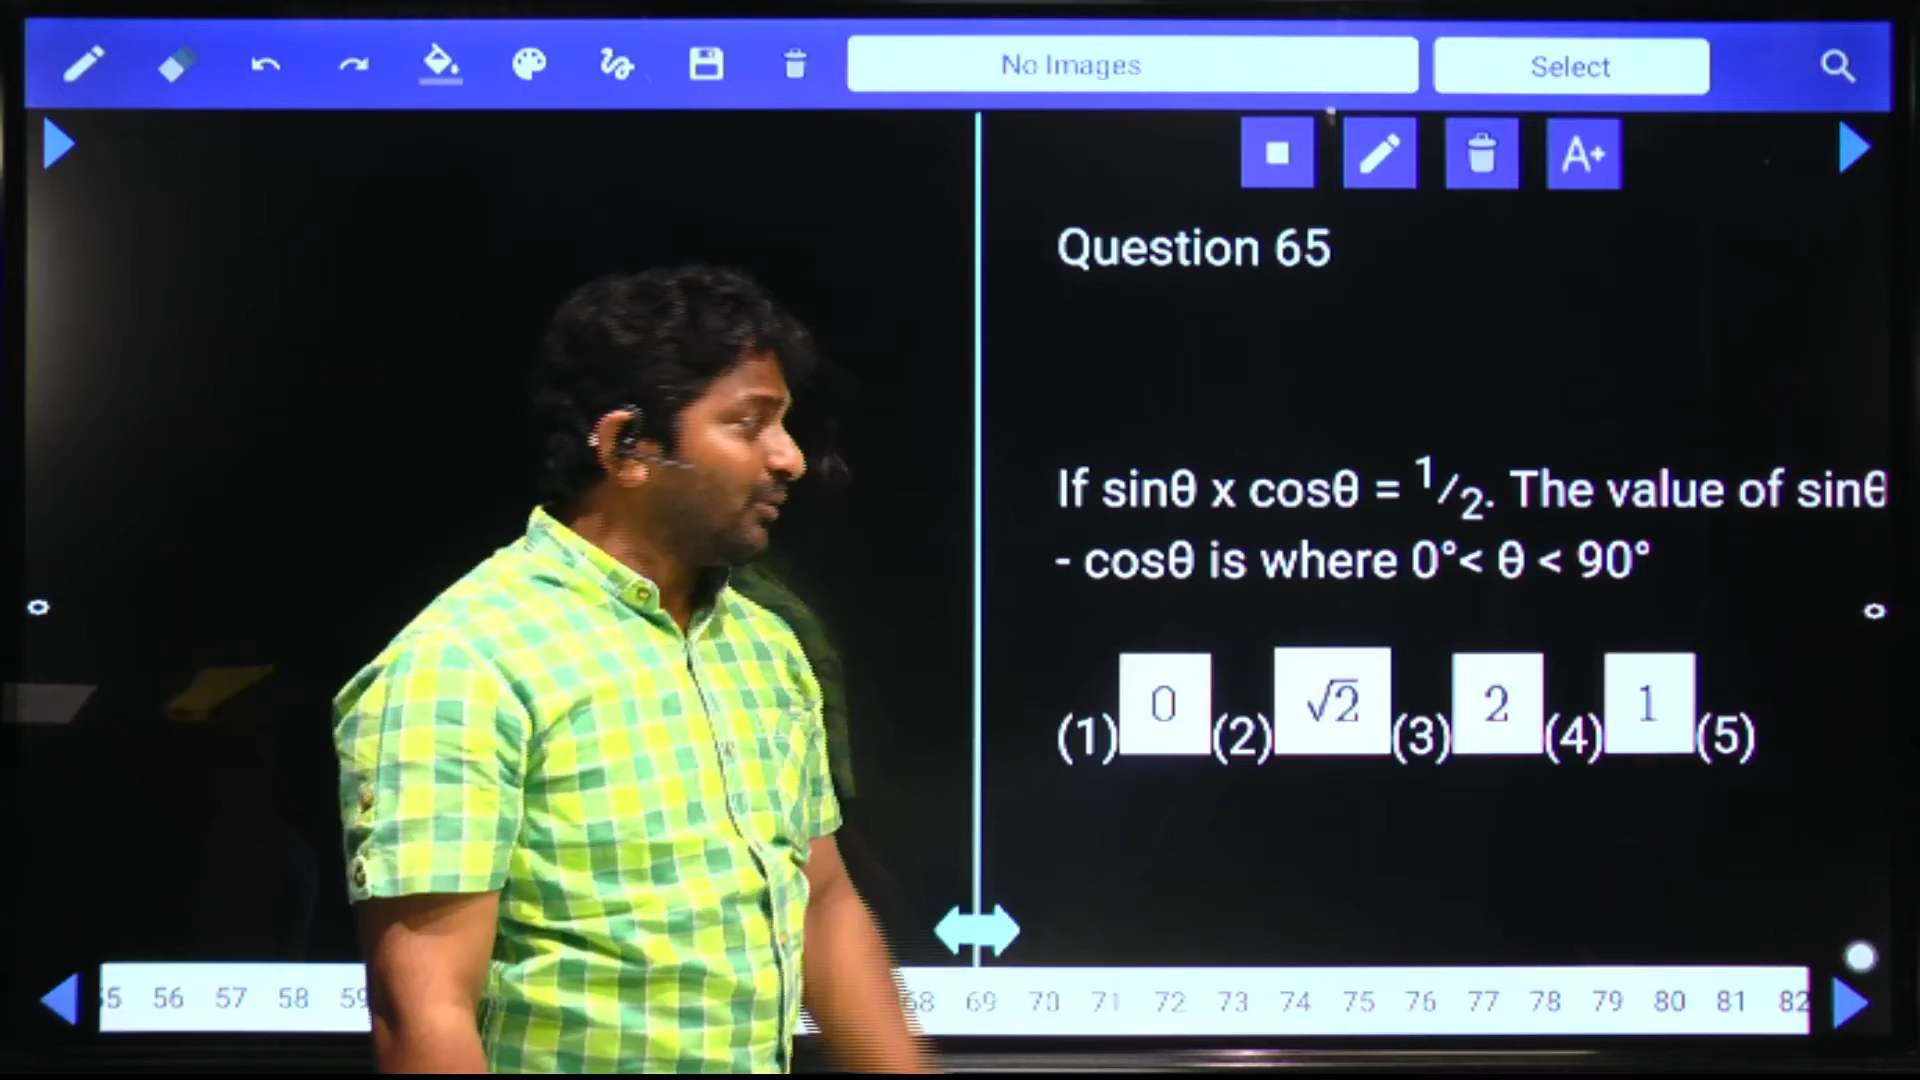 No Images
Select
A+
Question 65
If sinθ x cosθ = 1/2. The value of sinθ
- cosθ is where 0°< θ < 90°
(1) 0 (2) √2 (3) 2 (4) 1 (5)
56 57 58 59 69 70 71 72 73 74 75 76 77 78 79 80 81 82